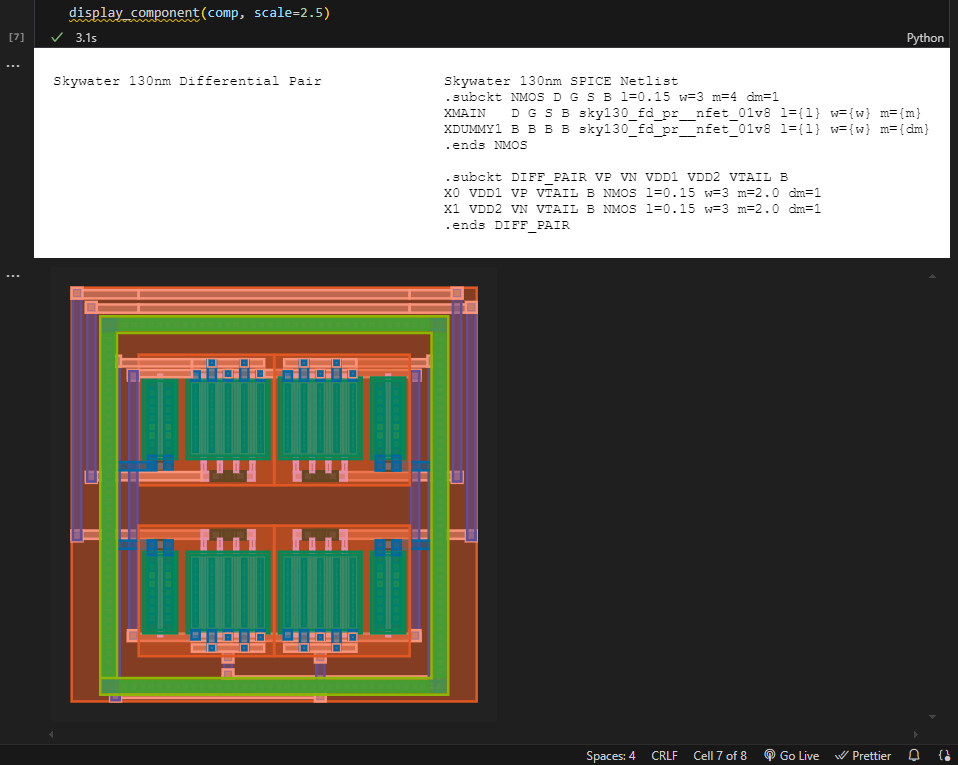 display_component(comp, scale=2.5)
[7]
3.1s
Python
...
Skywater 130nm Differential Pair
Skywater 130nm SPICE Netlist
.subckt NMOS D G S B l=0.15 w=3 m=4 dm=1
XMAIN   D G S B sky130_fd_pr__nfet_01v8 l={l} w={w} m={m}
XDUMMY1 B B B B sky130_fd_pr__nfet_01v8 l={l} w={w} m={dm}
.ends NMOS
.subckt DIFF_PAIR VP VN VDD1 VDD2 VTAIL B
X0 VDD1 VP VTAIL B NMOS l=0.15 w=3 m=2.0 dm=1
X1 VDD2 VN VTAIL B NMOS l=0.15 w=3 m=2.0 dm=1
.ends DIFF_PAIR
...
Spaces: 4 CRLF Cell 7 of 8 Go Live Prettier